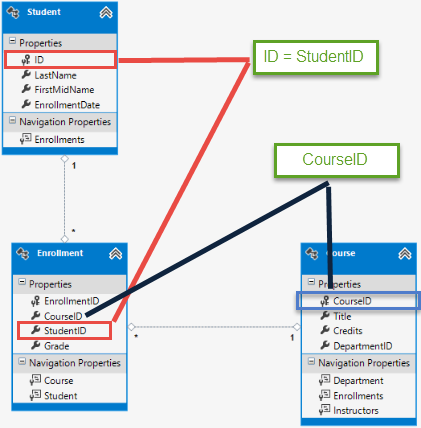 Student
Properties
ID
LastName
FirstMidName
EnrollmentDate
Navigation Properties
Enrollments
ID = StudentID
CourseID
1
*
Enrollment
Properties
EnrollmentID
CourseID
StudentID
Grade
Navigation Properties
Course
Student
*
1
Course
Properties
CourseID
Title
Credits
DepartmentID
Navigation Properties
Department
Enrollments
Instructors